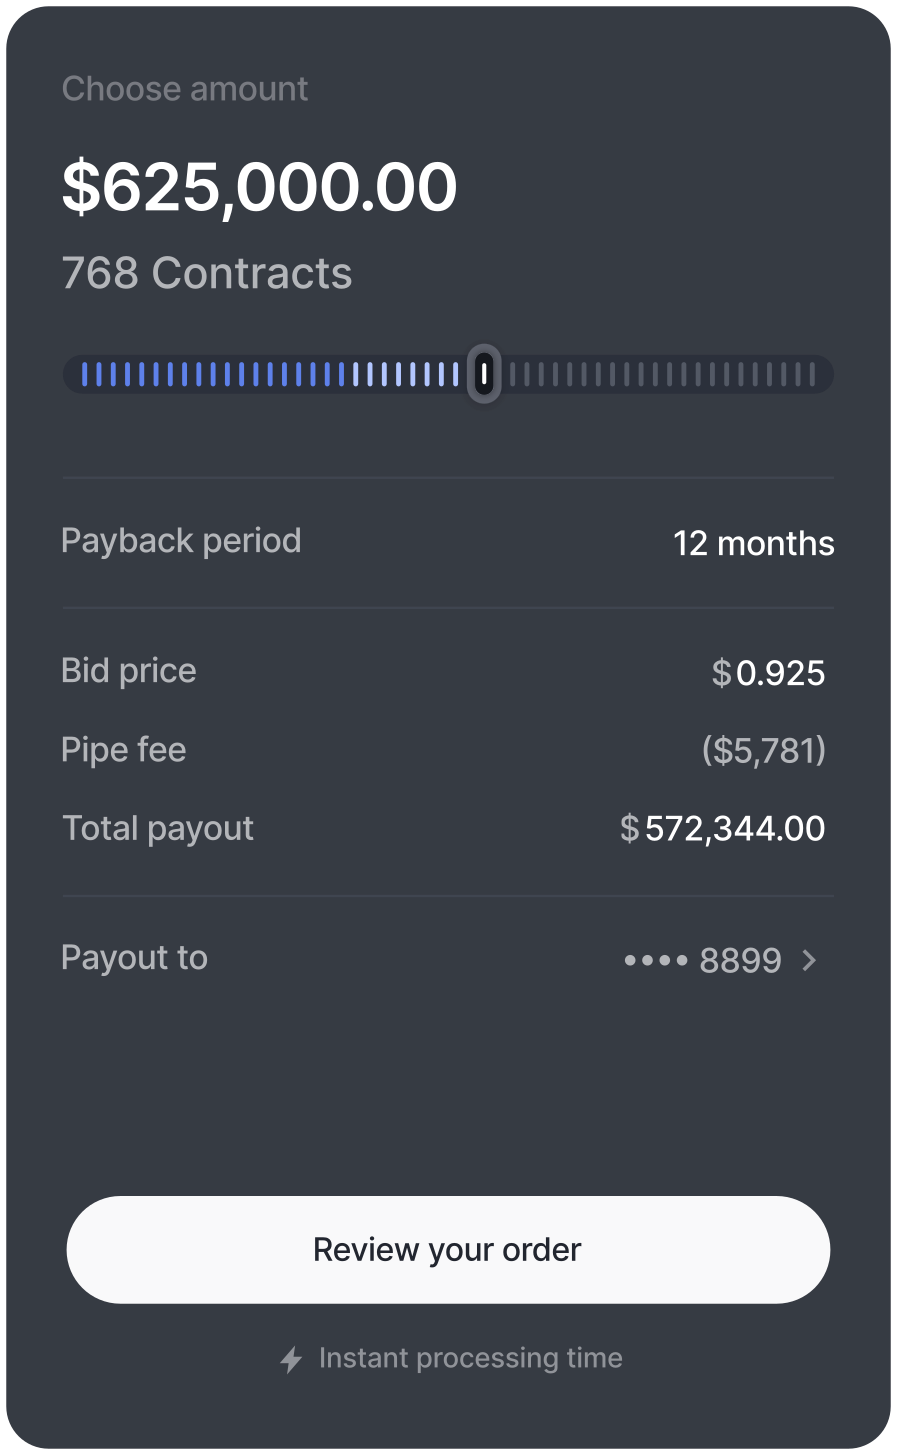 Choose amount
$625,000.00
768 Contracts
Payback period 12 months
Bid price $0.925
Pipe fee ($5,781)
Total payout $572,344.00
Payout to •••• 8899
Review your order
Instant processing time